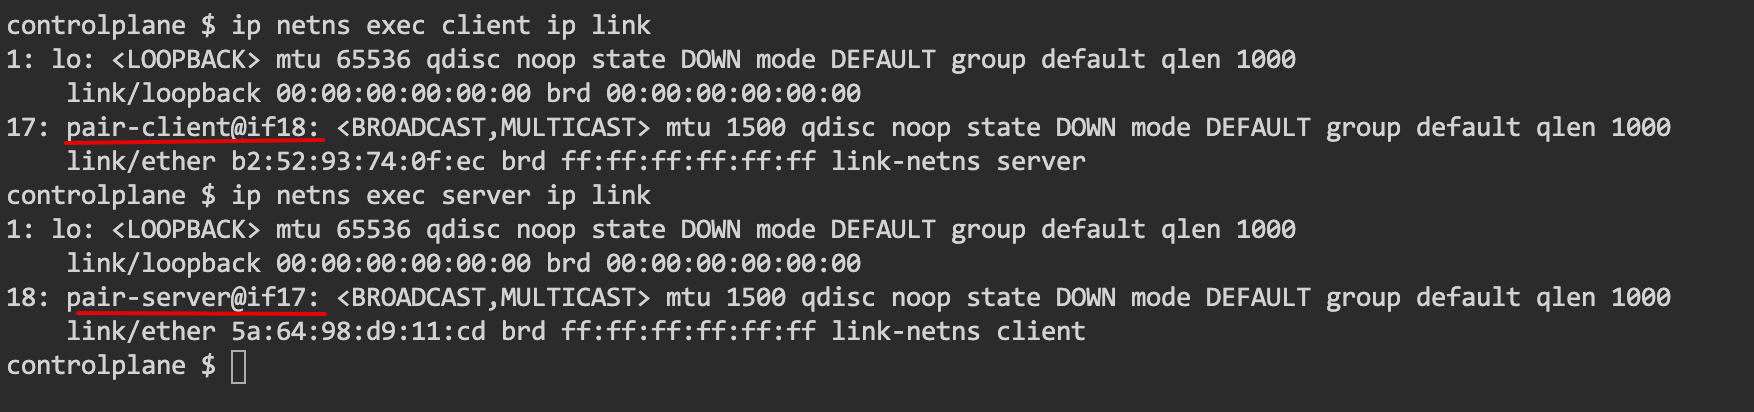 controlplane $ ip netns exec client ip link
1: lo: <LOOPBACK> mtu 65536 qdisc noop state DOWN mode DEFAULT group default qlen 1000
    link/loopback 00:00:00:00:00:00 brd 00:00:00:00:00:00
17: pair-client@if18: <BROADCAST,MULTICAST> mtu 1500 qdisc noop state DOWN mode DEFAULT group default qlen 1000
    link/ether b2:52:93:74:0f:ec brd ff:ff:ff:ff:ff:ff link-netns server
controlplane $ ip netns exec server ip link
1: lo: <LOOPBACK> mtu 65536 qdisc noop state DOWN mode DEFAULT group default qlen 1000
    link/loopback 00:00:00:00:00:00 brd 00:00:00:00:00:00
18: pair-server@if17: <BROADCAST,MULTICAST> mtu 1500 qdisc noop state DOWN mode DEFAULT group default qlen 1000
    link/ether 5a:64:98:d9:11:cd brd ff:ff:ff:ff:ff:ff link-netns client
controlplane $